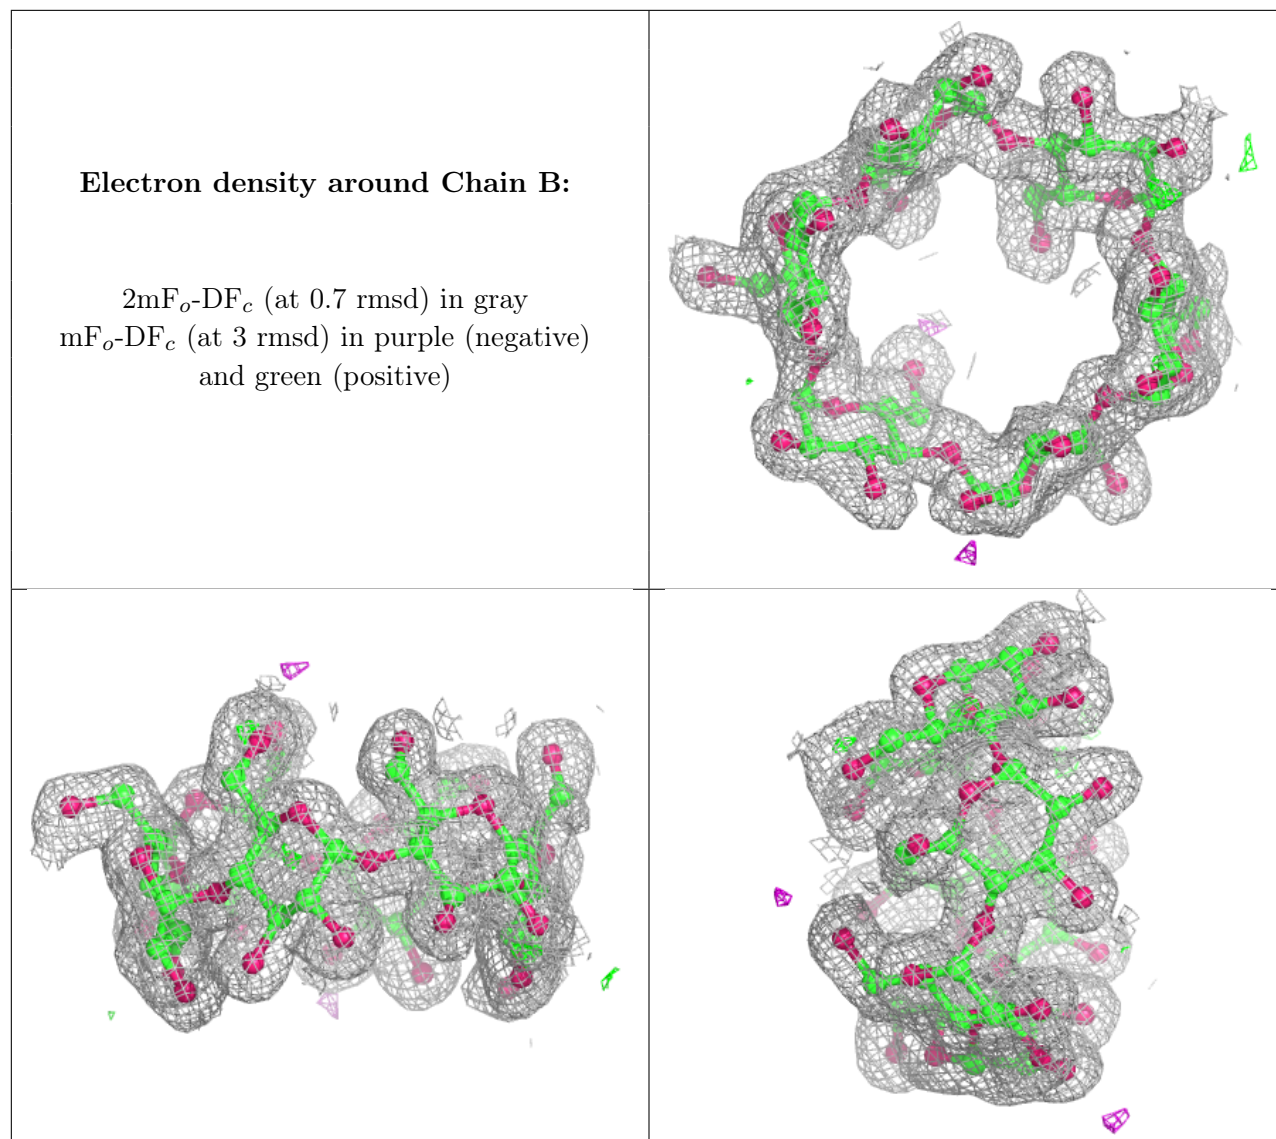 Electron density around Chain B:
2mFo-DFc (at 0.7 rmsd) in gray
mFo-DFc (at 3 rmsd) in purple (negative)
and green (positive)